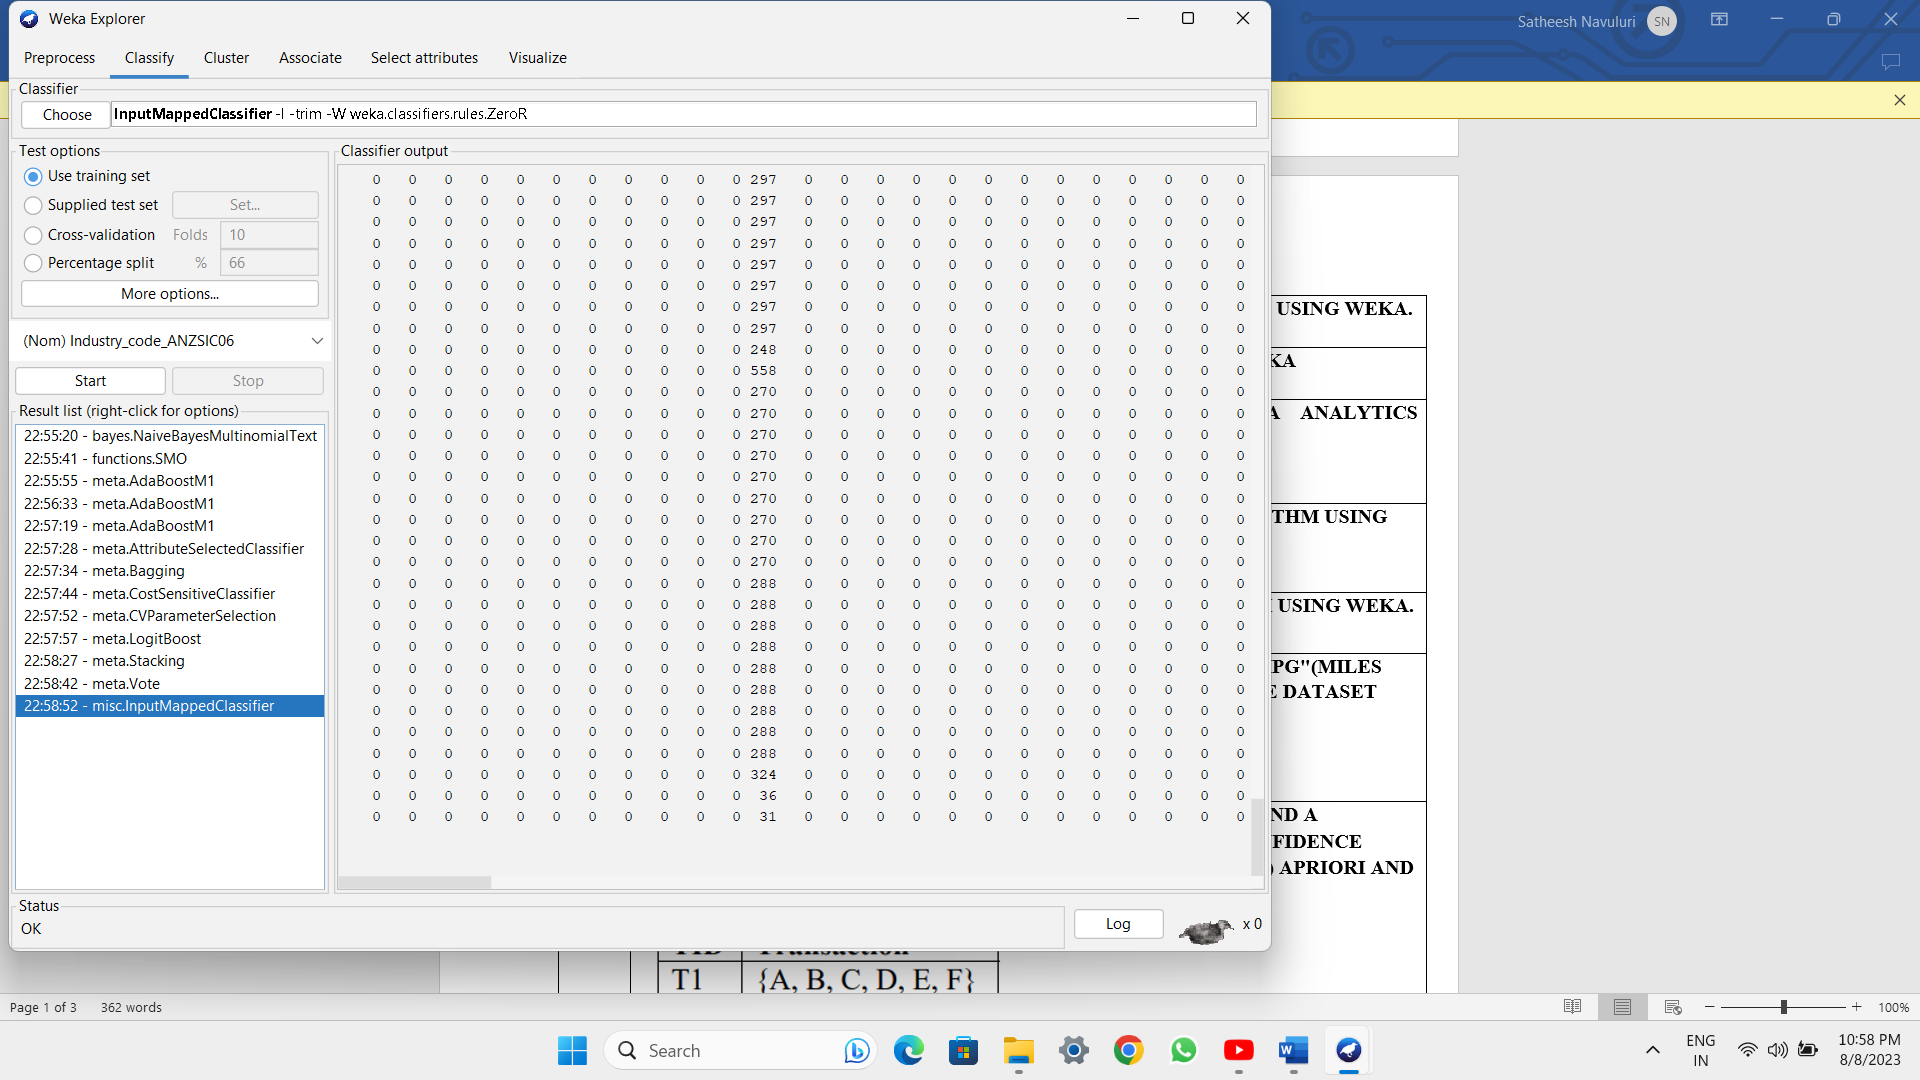 Weka Explorer
Preprocess Classify Cluster Associate Select attributes Visualize
Classifier
Choose InputMappedClassifier -I -trim -W weka.classifiers.rules.ZeroR
Test options
Use training set
Supplied test set Set...
Cross-validation Folds 10
Percentage split % 66
More options...
(Nom) Industry_code_ANZSIC06
Start Stop
Result list (right-click for options)
22:55:20 - bayes.NaiveBayesMultinomialText
22:55:41 - functions.SMO
22:55:55 - meta.AdaBoostM1
22:56:33 - meta.AdaBoostM1
22:57:19 - meta.AdaBoostM1
22:57:28 - meta.AttributeSelectedClassifier
22:57:34 - meta.Bagging
22:57:44 - meta.CostSensitiveClassifier
22:57:52 - meta.CVParameterSelection
22:57:57 - meta.LogitBoost
22:58:27 - meta.Stacking
22:58:42 - meta.Vote
22:58:52 - misc.InputMappedClassifier
Classifier output
0 0 0 0 0 0 0 0 0 0 0 297 0 0 0 0 0 0 0 0 0 0 0 0 0
0 0 0 0 0 0 0 0 0 0 0 297 0 0 0 0 0 0 0 0 0 0 0 0 0
0 0 0 0 0 0 0 0 0 0 0 297 0 0 0 0 0 0 0 0 0 0 0 0 0
0 0 0 0 0 0 0 0 0 0 0 297 0 0 0 0 0 0 0 0 0 0 0 0 0
0 0 0 0 0 0 0 0 0 0 0 297 0 0 0 0 0 0 0 0 0 0 0 0 0
0 0 0 0 0 0 0 0 0 0 0 297 0 0 0 0 0 0 0 0 0 0 0 0 0
0 0 0 0 0 0 0 0 0 0 0 297 0 0 0 0 0 0 0 0 0 0 0 0 0
0 0 0 0 0 0 0 0 0 0 0 297 0 0 0 0 0 0 0 0 0 0 0 0 0
0 0 0 0 0 0 0 0 0 0 0 248 0 0 0 0 0 0 0 0 0 0 0 0 0
0 0 0 0 0 0 0 0 0 0 0 558 0 0 0 0 0 0 0 0 0 0 0 0 0
0 0 0 0 0 0 0 0 0 0 0 270 0 0 0 0 0 0 0 0 0 0 0 0 0
0 0 0 0 0 0 0 0 0 0 0 270 0 0 0 0 0 0 0 0 0 0 0 0 0
0 0 0 0 0 0 0 0 0 0 0 270 0 0 0 0 0 0 0 0 0 0 0 0 0
0 0 0 0 0 0 0 0 0 0 0 270 0 0 0 0 0 0 0 0 0 0 0 0 0
0 0 0 0 0 0 0 0 0 0 0 270 0 0 0 0 0 0 0 0 0 0 0 0 0
0 0 0 0 0 0 0 0 0 0 0 270 0 0 0 0 0 0 0 0 0 0 0 0 0
0 0 0 0 0 0 0 0 0 0 0 270 0 0 0 0 0 0 0 0 0 0 0 0 0
0 0 0 0 0 0 0 0 0 0 0 270 0 0 0 0 0 0 0 0 0 0 0 0 0
0 0 0 0 0 0 0 0 0 0 0 270 0 0 0 0 0 0 0 0 0 0 0 0 0
0 0 0 0 0 0 0 0 0 0 0 288 0 0 0 0 0 0 0 0 0 0 0 0 0
0 0 0 0 0 0 0 0 0 0 0 288 0 0 0 0 0 0 0 0 0 0 0 0 0
0 0 0 0 0 0 0 0 0 0 0 288 0 0 0 0 0 0 0 0 0 0 0 0 0
0 0 0 0 0 0 0 0 0 0 0 288 0 0 0 0 0 0 0 0 0 0 0 0 0
0 0 0 0 0 0 0 0 0 0 0 288 0 0 0 0 0 0 0 0 0 0 0 0 0
0 0 0 0 0 0 0 0 0 0 0 288 0 0 0 0 0 0 0 0 0 0 0 0 0
0 0 0 0 0 0 0 0 0 0 0 288 0 0 0 0 0 0 0 0 0 0 0 0 0
0 0 0 0 0 0 0 0 0 0 0 288 0 0 0 0 0 0 0 0 0 0 0 0 0
0 0 0 0 0 0 0 0 0 0 0 288 0 0 0 0 0 0 0 0 0 0 0 0 0
0 0 0 0 0 0 0 0 0 0 0 324 0 0 0 0 0 0 0 0 0 0 0 0 0
0 0 0 0 0 0 0 0 0 0 0 36 0 0 0 0 0 0 0 0 0 0 0 0 0
0 0 0 0 0 0 0 0 0 0 0 31 0 0 0 0 0 0 0 0 0 0 0 0 0
Status
OK
Log x 0
Satheesh Navuluri SN
USING WEKA.
KA
ANALYTICS
THM USING
USING WEKA.
PG"(MILES
DATASET
ND A
FIDENCE
APRIORI AND
Transaction
T1 {A, B, C, D, E, F}
Page 1 of 3 362 words
100%
Search
ENG
IN
10:58 PM
8/8/2023